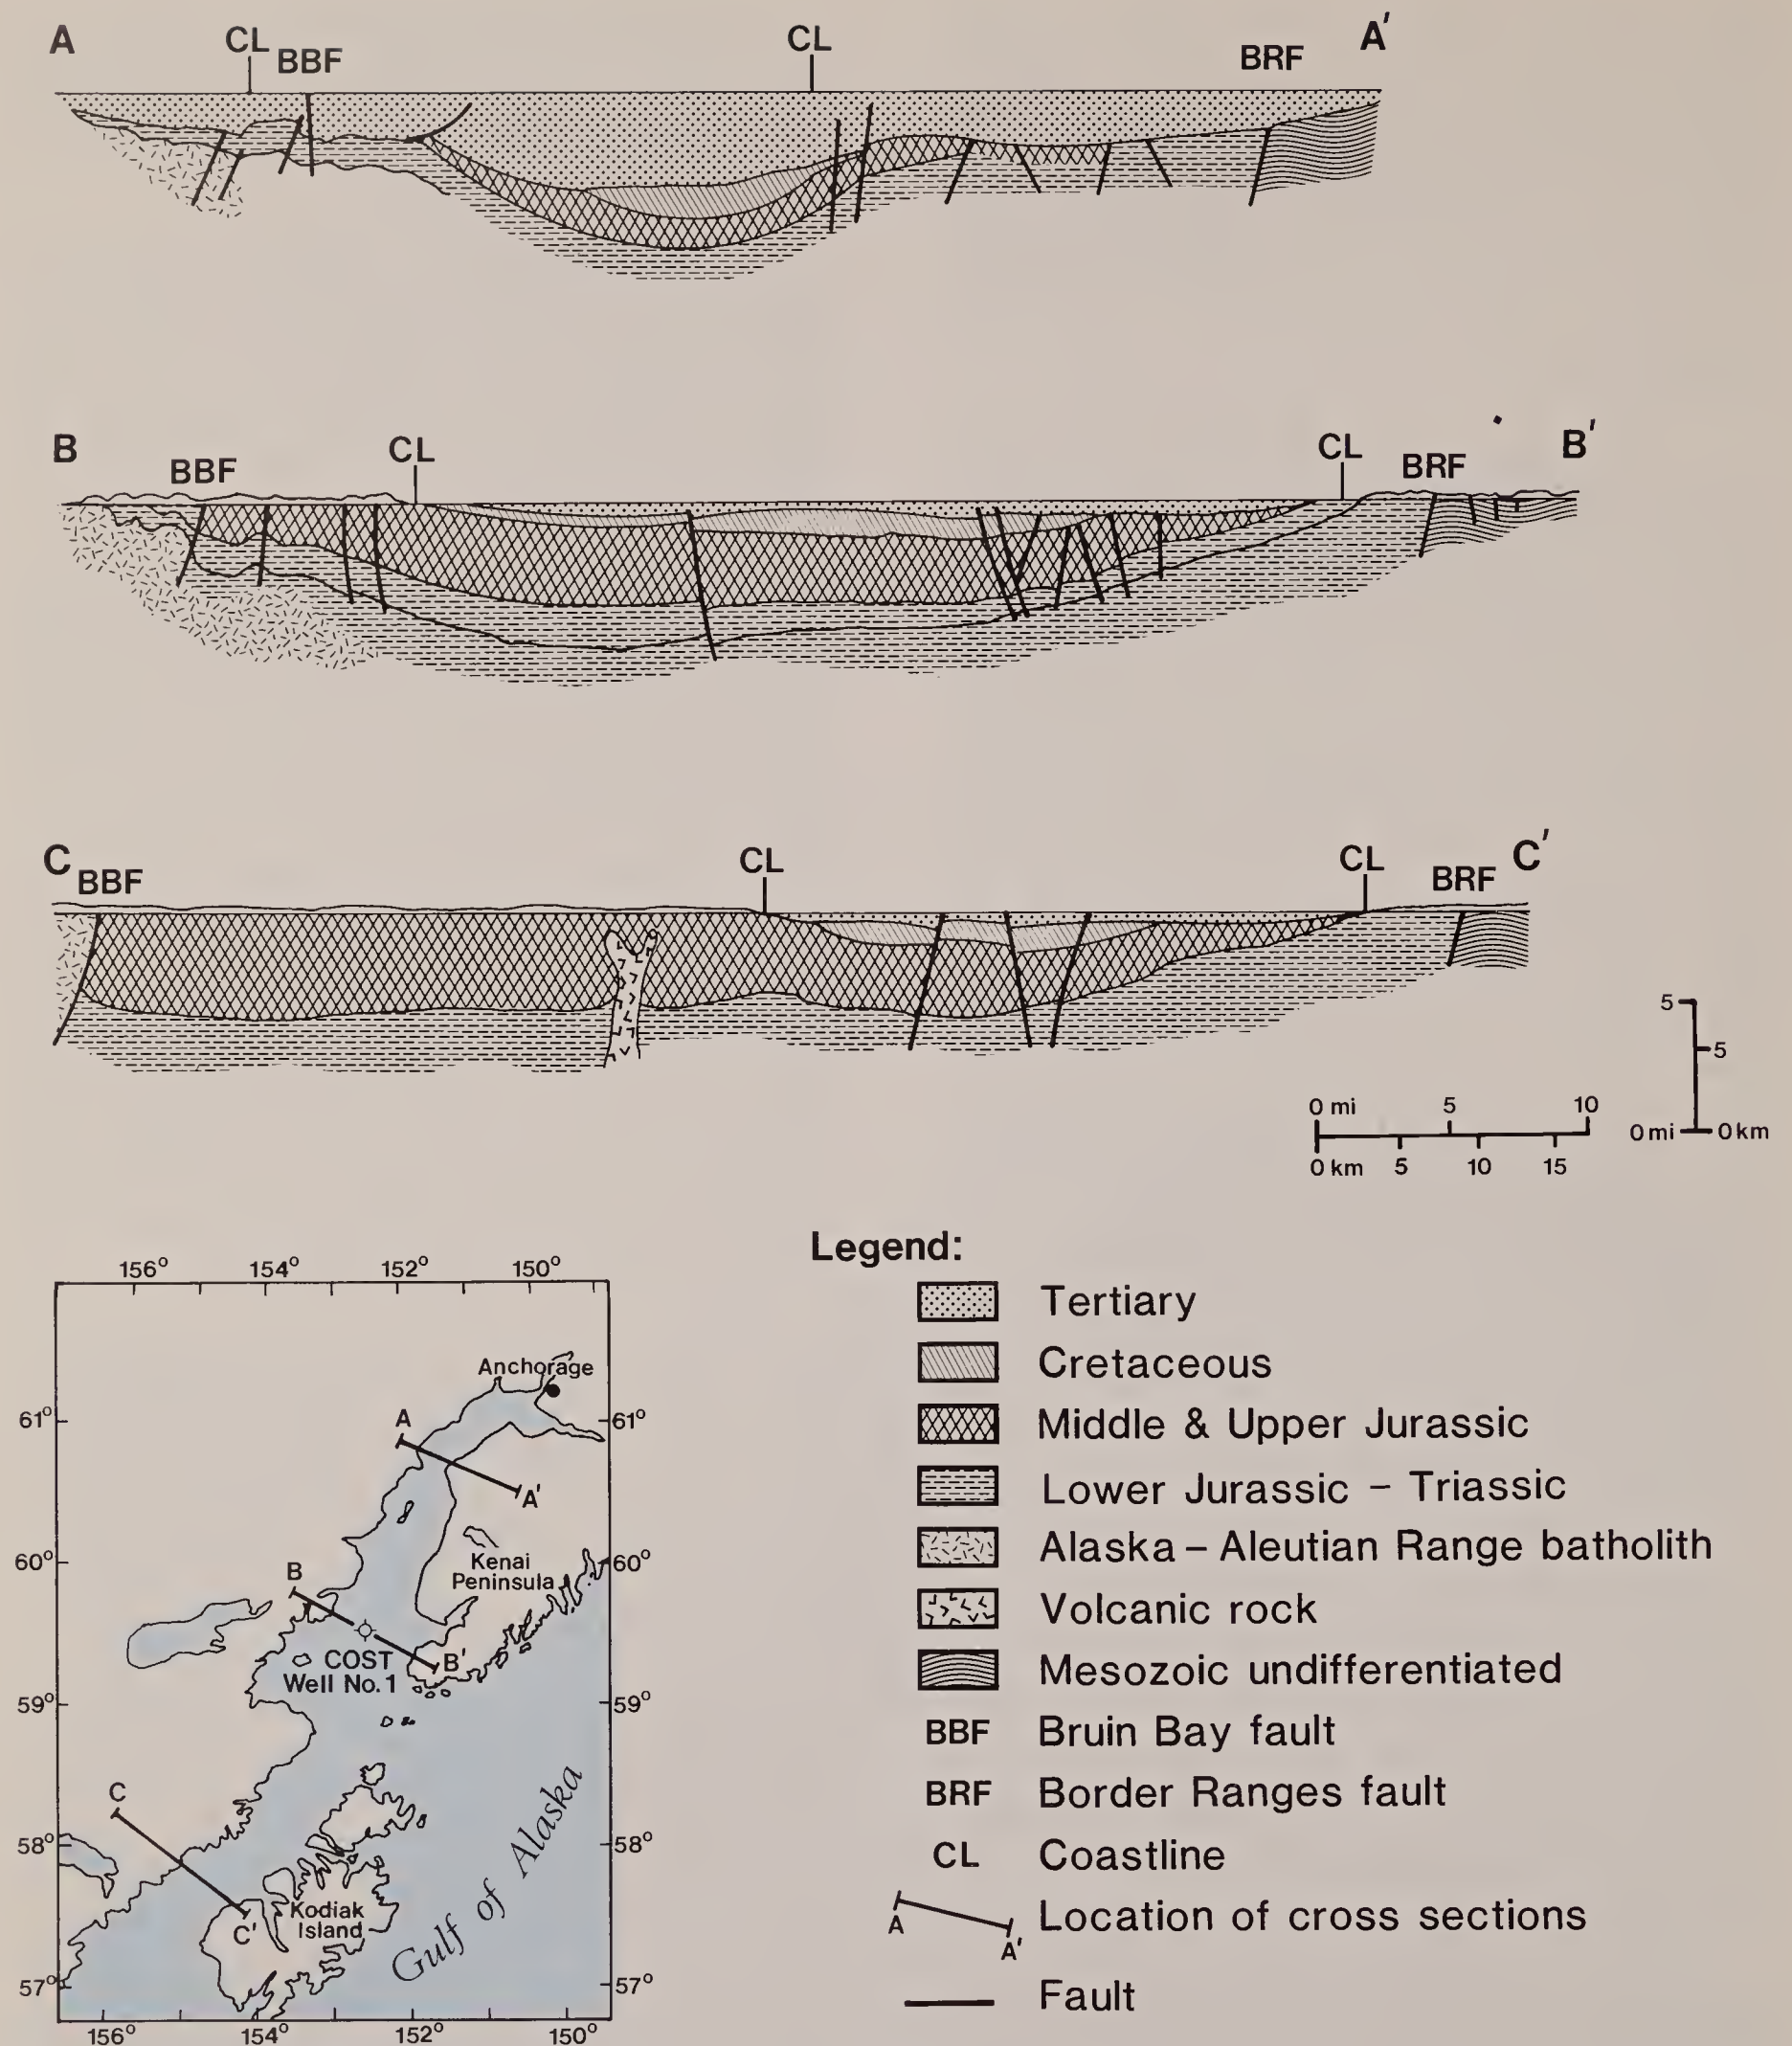 A
CL
BBF
CL
BRF
A'
B
BBF
CL
CL
BRF
B'
C
BBF
CL
CL
BRF
C'
5
5
0 mi
0 km
0 mi 5 10
0 km 5 10 15
156° 154° 152° 150°
Anchorage
61°
61°
A
A'
60°
60°
Kenai
Peninsula
B
B'
COST
Well No. 1
59°
59°
C
58°
58°
Kodiak
Island
C'
Gulf of Alaska
57°
57°
156° 154° 152° 150°
Legend:
Tertiary
Cretaceous
Middle & Upper Jurassic
Lower Jurassic – Triassic
Alaska – Aleutian Range batholith
Volcanic rock
Mesozoic undifferentiated
BBF Bruin Bay fault
BRF Border Ranges fault
CL Coastline
A A' Location of cross sections
Fault